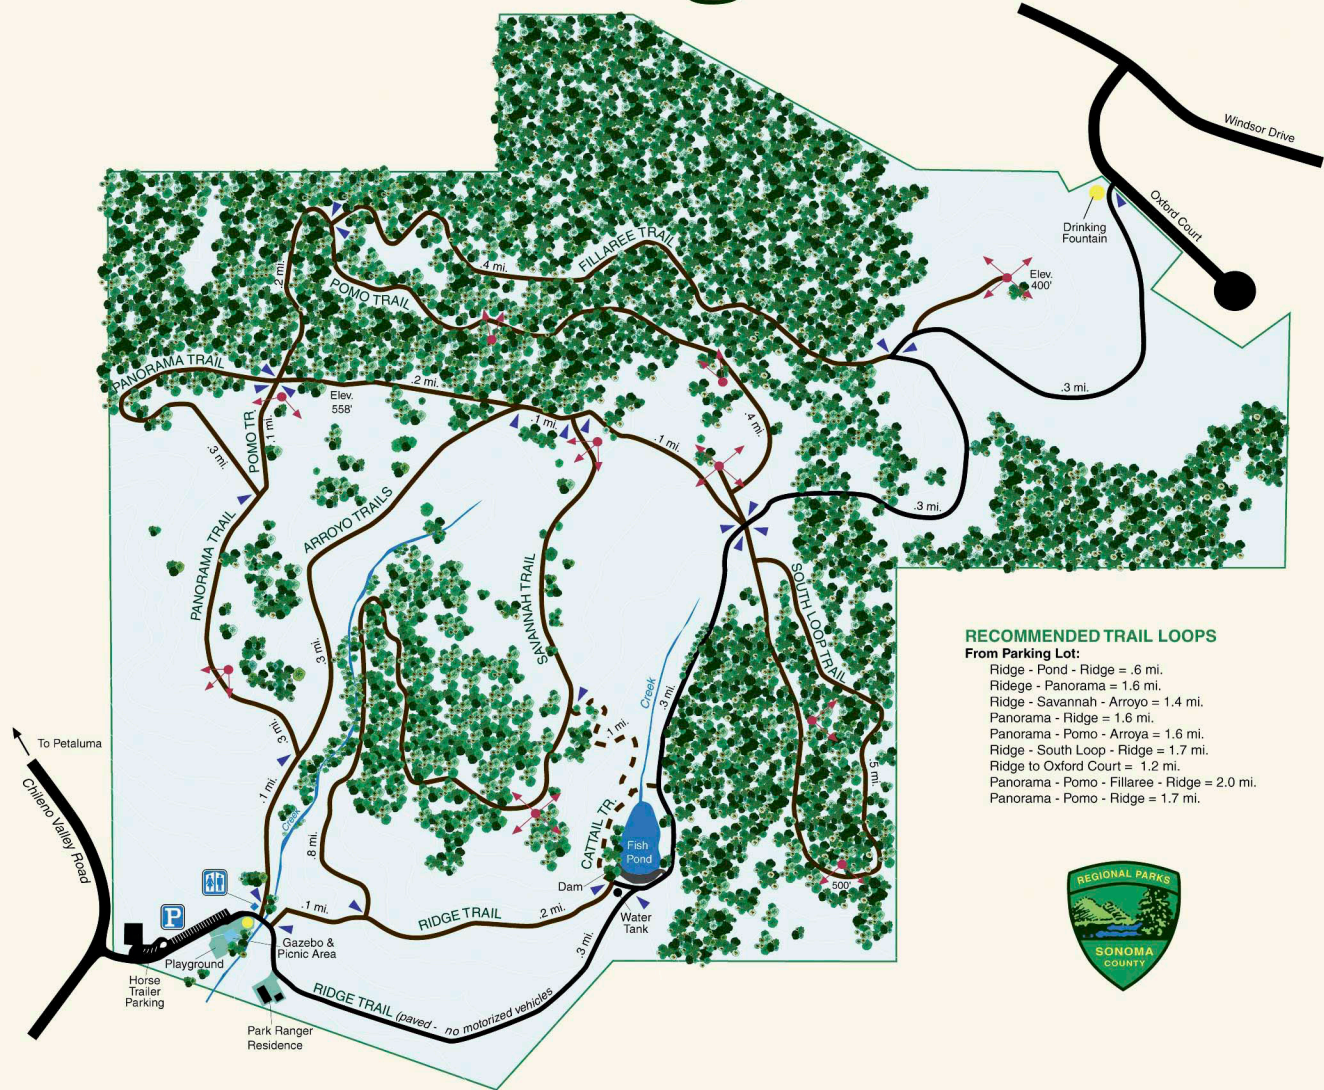 Windsor Drive
Oxford Court
Drinking
Fountain
Elev.
400'
FILLAREE TRAIL
.4 mi.
.2 mi.
POMO TRAIL
PANORAMA TRAIL
.2 mi.
Elev.
558'
.3 mi.
POMO TR.
.1 mi.
.1 mi.
.1 mi.
.4 mi.
.3 mi.
.3 mi.
PANORAMA TRAIL
ARROYO TRAILS
SAVANNAH TRAIL
SOUTH LOOP TRAIL
.3 mi.
.3 mi.
Creek
.3 mi.
.1 mi.
.1 mi.
Creek
.8 mi.
CATTAIL TR.
Fish
Pond
Dam
.5 mi.
500'
To Petaluma
Chileno Valley Road
P
.1 mi.
RIDGE TRAIL
.2 mi.
Water
Tank
Gazebo &
Picnic Area
Playground
Horse
Trailer
Parking
Park Ranger
Residence
.3 mi.
RIDGE TRAIL (paved - no motorized vehicles
RECOMMENDED TRAIL LOOPS
From Parking Lot:
Ridge - Pond - Ridge = .6 mi.
Ridege - Panorama = 1.6 mi.
Ridge - Savannah - Arroyo = 1.4 mi.
Panorama - Ridge = 1.6 mi.
Panorama - Pomo - Arroya = 1.6 mi.
Ridge - South Loop - Ridge = 1.7 mi.
Ridge to Oxford Court = 1.2 mi.
Panorama - Pomo - Fillaree - Ridge = 2.0 mi.
Panorama - Pomo - Ridge = 1.7 mi.
REGIONAL PARKS
SONOMA
COUNTY